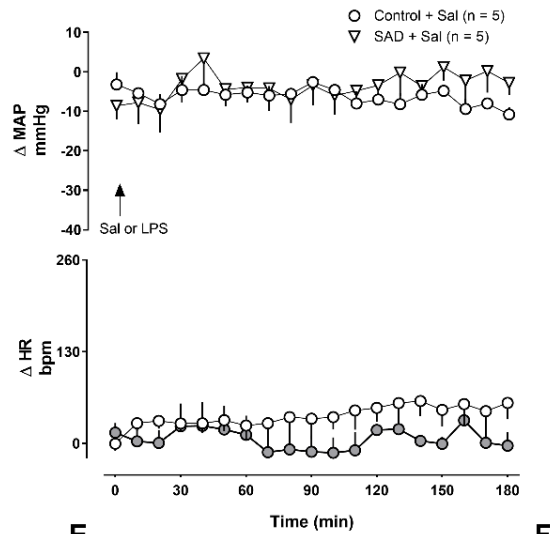 Control + Sal (n = 5)
SAD + Sal (n = 5)
10
0
-10
-20
-30
-40
Δ MAP
mmHg
Sal or LPS
260
130
0
Δ HR
bpm
0 30 60 90 120 150 180
Time (min)